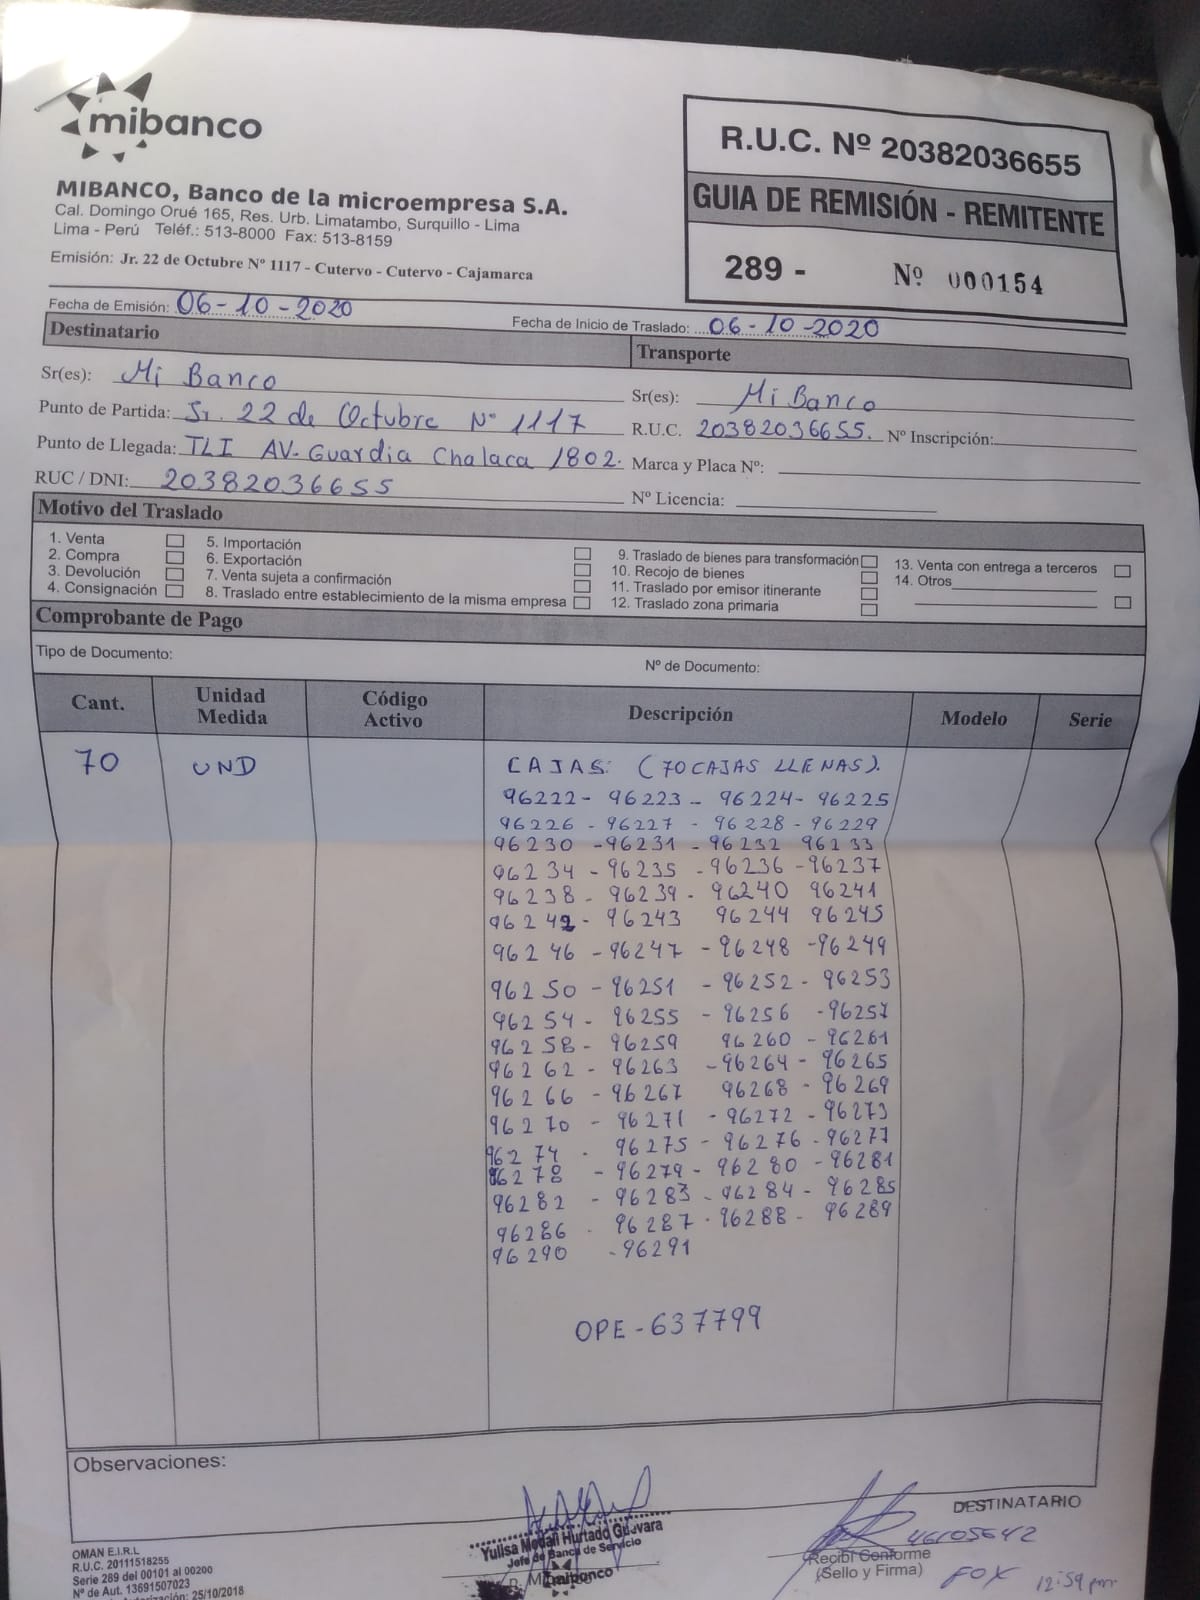 mibanco
MIBANCO, Banco de la microempresa S.A.
Cal. Domingo Orué 165, Res. Urb. Limatambo, Surquillo - Lima
Lima - Perú Teléf.: 513-8000 Fax: 513-8159
Emisión: Jr. 22 de Octubre Nº 1117 - Cutervo - Cutervo - Cajamarca
R.U.C. Nº 20382036655
GUIA DE REMISIÓN - REMITENTE
289 - Nº 000154
Fecha de Emisión: 06-10-2020
Fecha de Inicio de Traslado: 06-10-2020
Destinatario
Transporte
Sr(es): Mi Banco
Punto de Partida: Jr. 22 de Octubre Nº 1117
Punto de Llegada: TLI AV. Guardia Chalaca 1802.
RUC / DNI: 20382036655
Sr(es): Mi Banco
R.U.C. 20382036655. Nº Inscripción:
Marca y Placa Nº:
Nº Licencia:
Motivo del Traslado
1. Venta
2. Compra
3. Devolución
4. Consignación
5. Importación
6. Exportación
7. Venta sujeta a confirmación
8. Traslado entre establecimiento de la misma empresa
9. Traslado de bienes para transformación
10. Recojo de bienes
11. Traslado por emisor itinerante
12. Traslado zona primaria
13. Venta con entrega a terceros
14. Otros
Comprobante de Pago
Tipo de Documento:
Nº de Documento:
Cant. Unidad Medida Código Activo Descripción Modelo Serie
70 UND CAJAS: (70 CAJAS LLENAS).
96222- 96223 - 96224- 96225
96226 - 96227 - 96228 - 96229
96230 -96231 - 96232 96233
96234 - 96235 - 96236 -96237
96238 - 96239 - 96240 96241
96242 - 96243 96244 96245
96246 -96247 -96248 -96249
96250 -96251 - 96252 - 96253
96254 - 96255 - 96256 -96257
96258 - 96259 96260 - 96261
96262 - 96263 -96264 - 96265
96266 -96267 96268 - 96269
96270 - 96271 - 96272 - 96273
96274 - 96275 - 96276 -96277
96278 -96279 - 96280 -96281
96282 - 96283 - 96284 - 96285
96286 - 96287 - 96288 - 96289
96290 -96291
OPE-637799
Observaciones:
OMAN E.I.R.L
R.U.C. 20111518255
Serie 289 del 00101 al 00200
Nº de Aut. 13691507023
25/10/2018
Yulisa Medali Hurtado Guevara
Jefe de Banca de Servicio
mibanco
DESTINATARIO
46105642
Recibí Conforme
(Sello y Firma)
FOX 12:59 pm